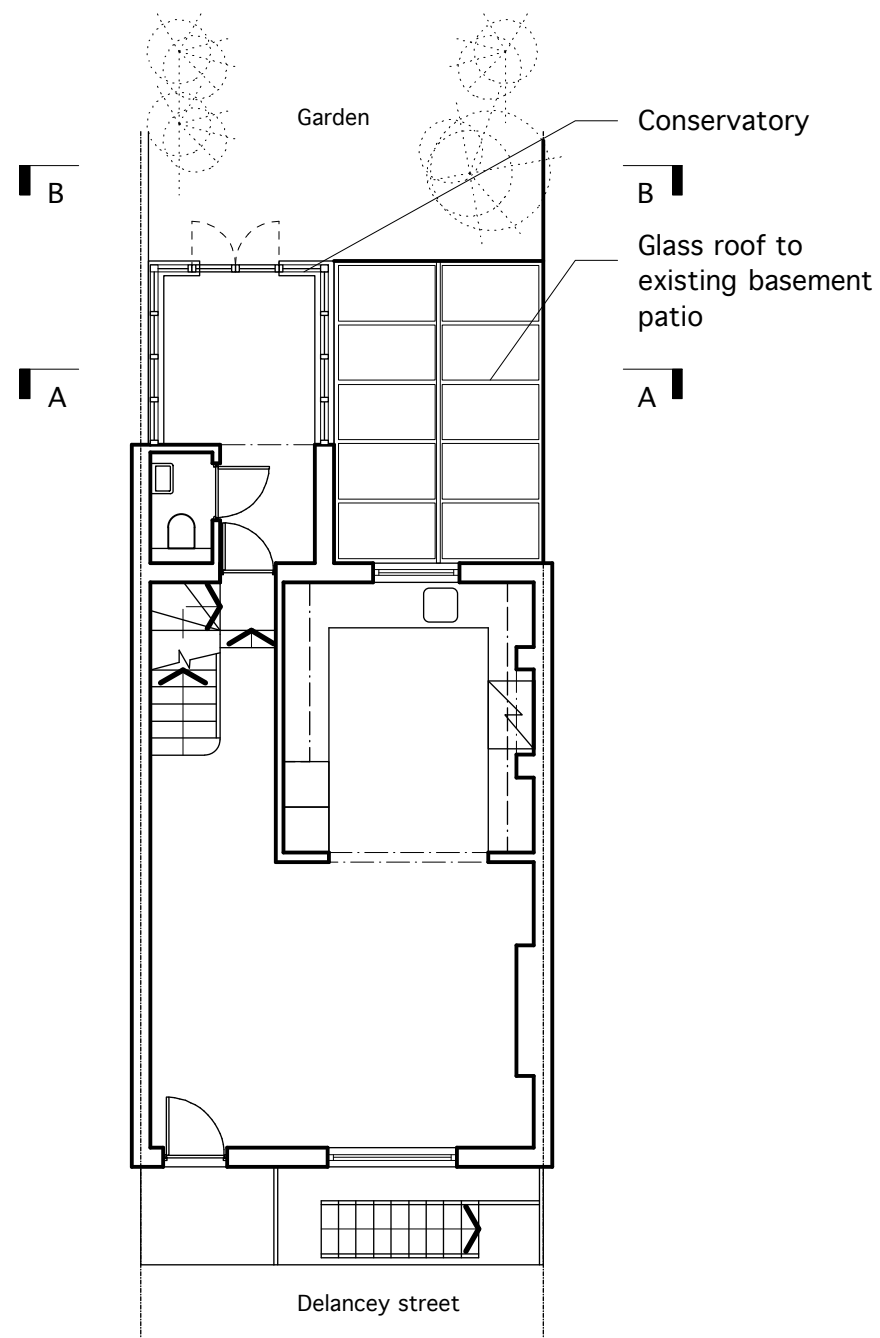 Garden
Conservatory
B
B
Glass roof to
existing basement
patio
A
A
Delancey street